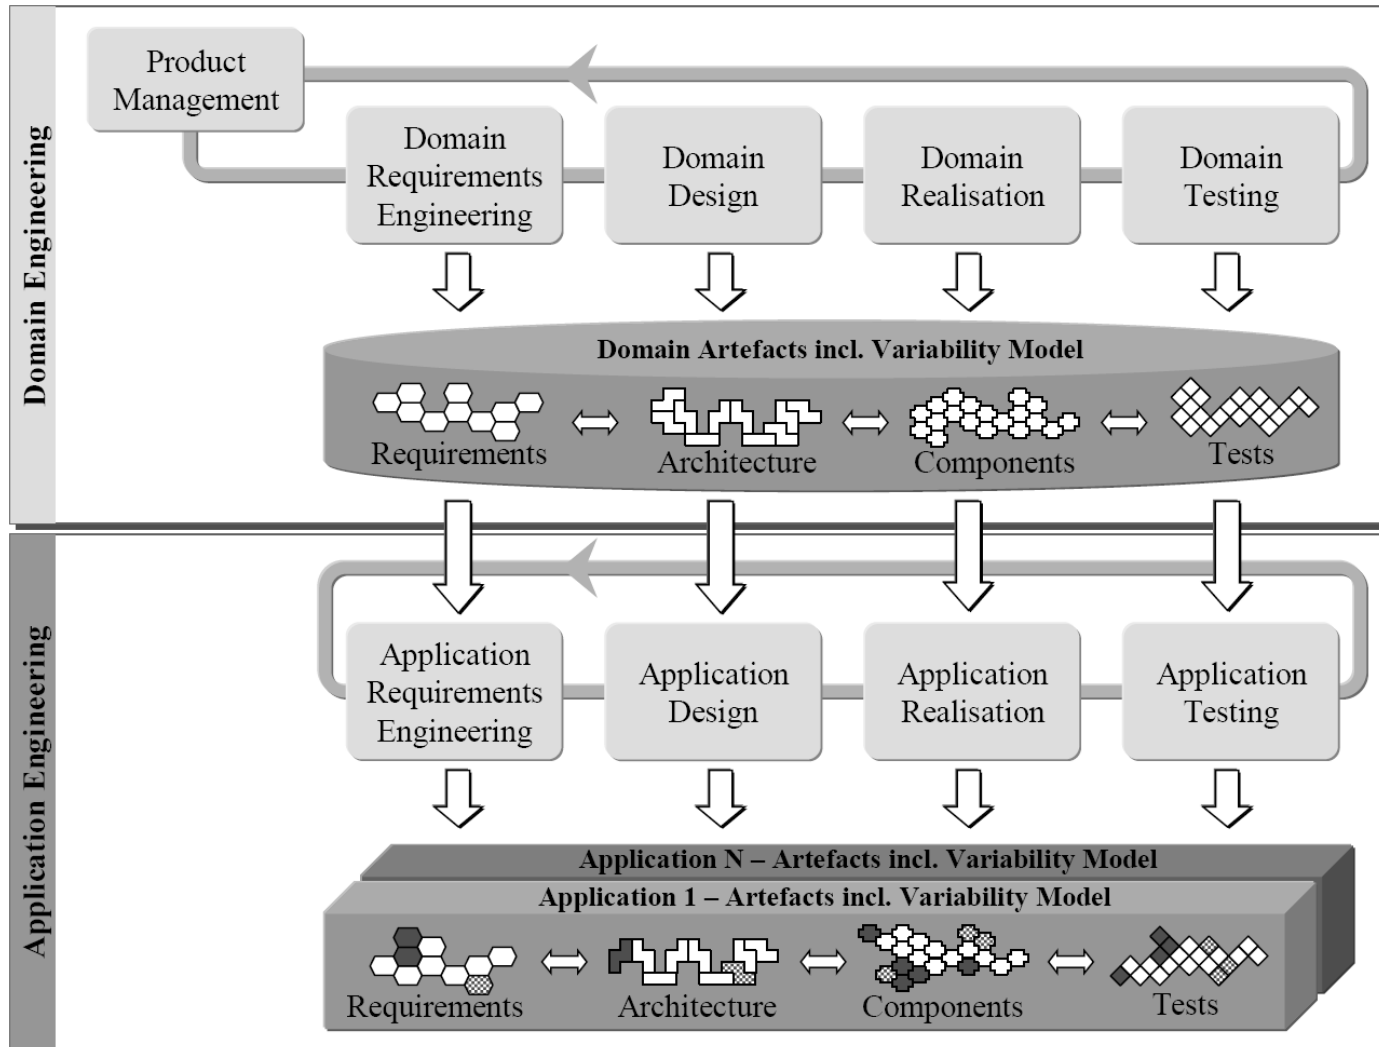 Domain Engineering
Product
Management
Domain
Requirements
Engineering
Domain
Design
Domain
Realisation
Domain
Testing
Domain Artefacts incl. Variability Model
Requirements
Architecture
Components
Tests
Application Engineering
Application
Requirements
Engineering
Application
Design
Application
Realisation
Application
Testing
Application N – Artefacts incl. Variability Model
Application 1 – Artefacts incl. Variability Model
Requirements
Architecture
Components
Tests